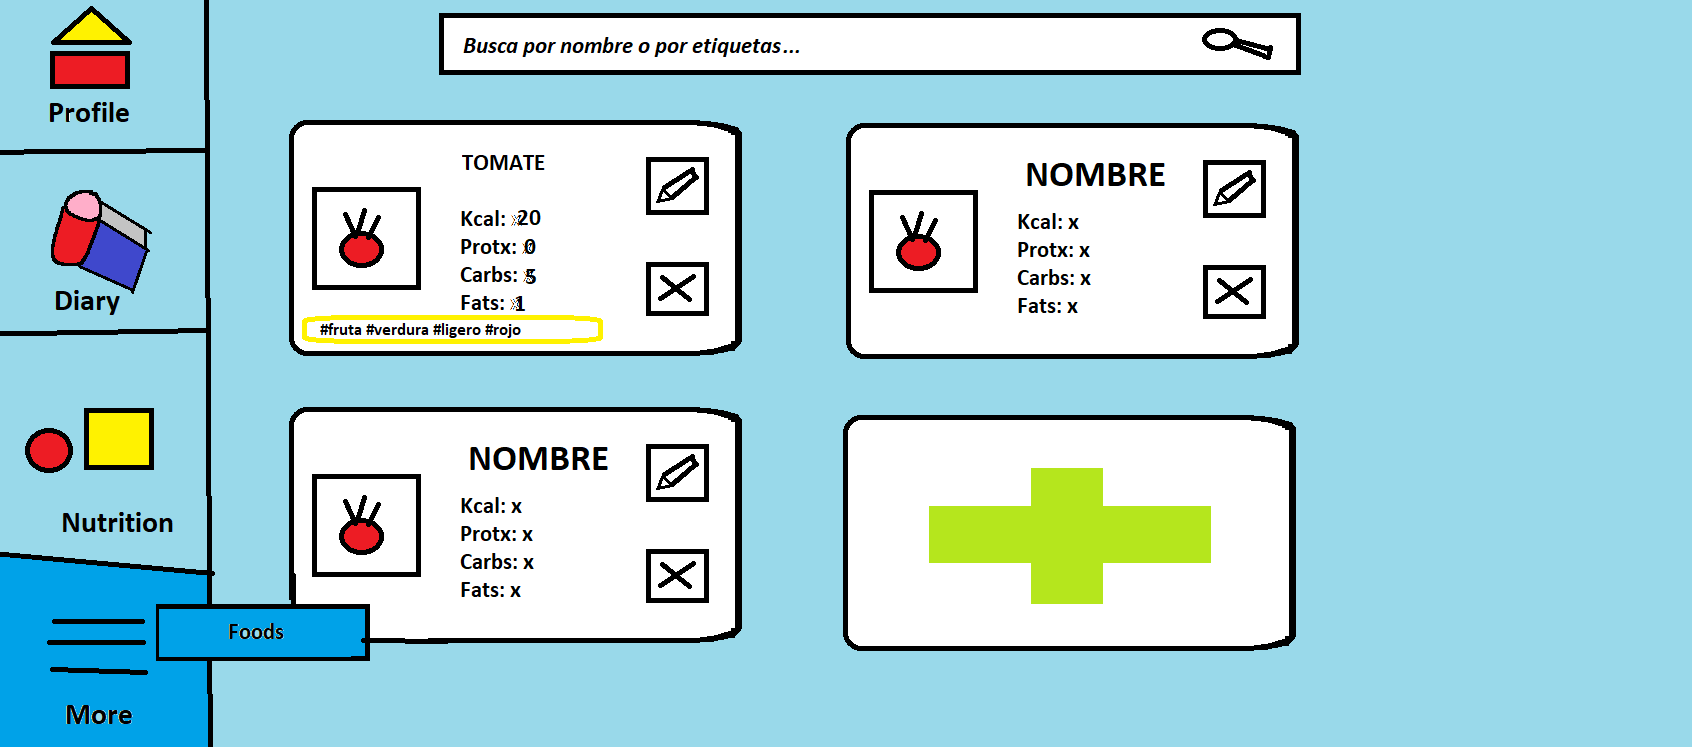 Busca por nombre o por etiquetas...
Profile
Diary
Nutrition
More
Foods
TOMATE
Kcal: 20
Protx: 0
Carbs: 5
Fats: 1
#fruta #verdura #ligero #rojo
NOMBRE
Kcal: x
Protx: x
Carbs: x
Fats: x
NOMBRE
Kcal: x
Protx: x
Carbs: x
Fats: x